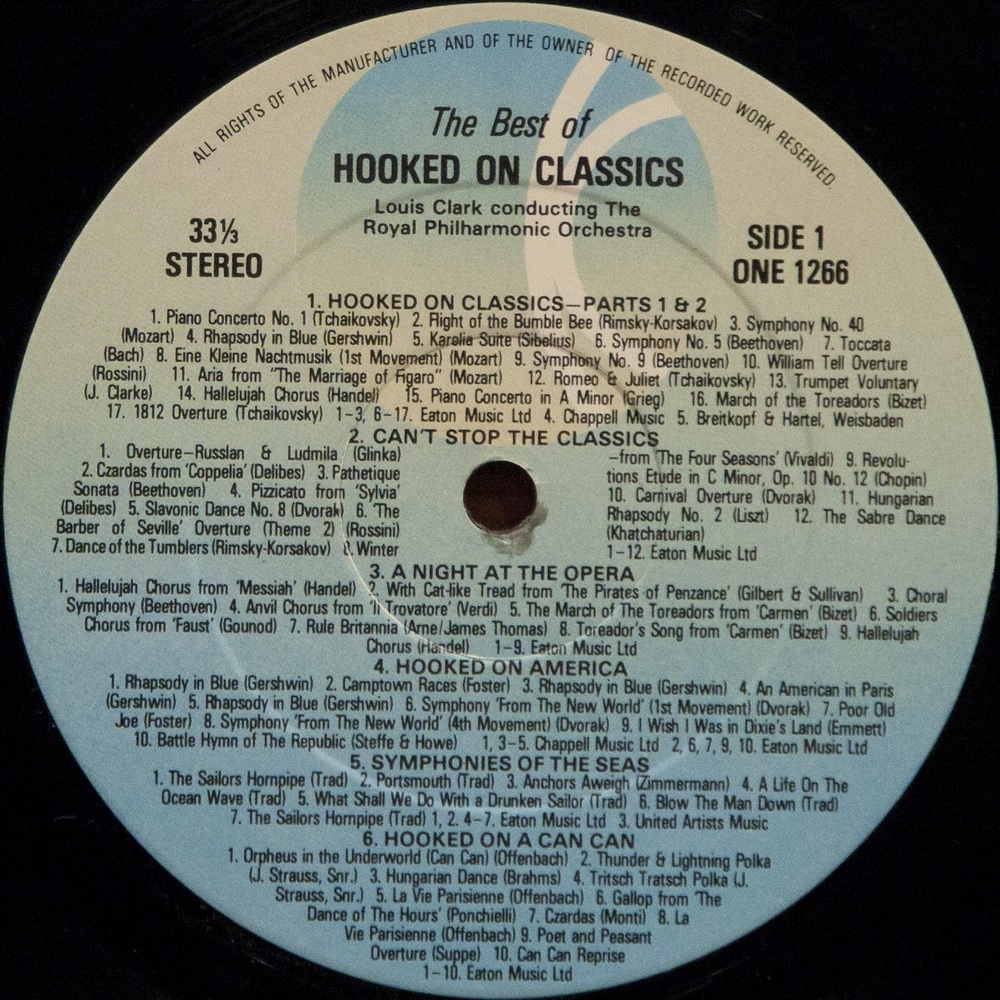 ALL RIGHTS OF THE MANUFACTURER AND OF THE OWNER OF THE RECORDED WORK RESERVED.
The Best of
HOOKED ON CLASSICS
Louis Clark conducting The
Royal Philharmonic Orchestra
33⅓
STEREO
SIDE 1
ONE 1266
1. HOOKED ON CLASSICS—PARTS 1 & 2
1. Piano Concerto No. 1 (Tchaikovsky) 2. Flight of the Bumble Bee (Rimsky-Korsakov) 3. Symphony No. 40
(Mozart) 4. Rhapsody in Blue (Gershwin) 5. Karelia Suite (Sibelius) 6. Symphony No. 5 (Beethoven) 7. Toccata
(Bach) 8. Eine Kleine Nachtmusik (1st Movement) (Mozart) 9. Symphony No. 9 (Beethoven) 10. William Tell Overture
(Rossini) 11. Aria from "The Marriage of Figaro" (Mozart) 12. Romeo & Juliet (Tchaikovsky) 13. Trumpet Voluntary
(J. Clarke) 14. Hallelujah Chorus (Handel) 15. Piano Concerto in A Minor (Grieg) 16. March of the Toreadors (Bizet)
17. 1812 Overture (Tchaikovsky) 1–3, 6–17. Eaton Music Ltd 4. Chappell Music 5. Breitkopf & Hartel, Weisbaden
2. CAN'T STOP THE CLASSICS
1. Overture—Russlan & Ludmila (Glinka)
2. Czardas from 'Coppelia' (Delibes) 3. Pathetique
Sonata (Beethoven) 4. Pizzicato from 'Sylvia'
(Delibes) 5. Slavonic Dance No. 8 (Dvorak) 6. 'The
Barber of Seville' Overture (Theme 2) (Rossini)
7. Dance of the Tumblers (Rimsky-Korsakov) 8. Winter
—from 'The Four Seasons' (Vivaldi) 9. Revolu-
tions Etude in C Minor, Op. 10 No. 12 (Chopin)
10. Carnival Overture (Dvorak) 11. Hungarian
Rhapsody No. 2 (Liszt) 12. The Sabre Dance
(Khatchaturian)
1–12. Eaton Music Ltd
3. A NIGHT AT THE OPERA
1. Hallelujah Chorus from 'Messiah' (Handel) 2. With Cat-like Tread from 'The Pirates of Penzance' (Gilbert & Sullivan) 3. Choral
Symphony (Beethoven) 4. Anvil Chorus from 'Il Trovatore' (Verdi) 5. The March of The Toreadors from 'Carmen' (Bizet) 6. Soldiers
Chorus from 'Faust' (Gounod) 7. Rule Britannia (Arne/James Thomas) 8. Toreador's Song from 'Carmen' (Bizet) 9. Hallelujah
Chorus (Handel) 1–9. Eaton Music Ltd
4. HOOKED ON AMERICA
1. Rhapsody in Blue (Gershwin) 2. Camptown Races (Foster) 3. Rhapsody in Blue (Gershwin) 4. An American in Paris
(Gershwin) 5. Rhapsody in Blue (Gershwin) 6. Symphony 'From The New World' (1st Movement) (Dvorak) 7. Poor Old
Joe (Foster) 8. Symphony 'From The New World' (4th Movement) (Dvorak) 9. I Wish I Was in Dixie's Land (Emmett)
10. Battle Hymn of The Republic (Steffe & Howe) 1, 3–5. Chappell Music Ltd 2, 6, 7, 9, 10. Eaton Music Ltd
5. SYMPHONIES OF THE SEAS
1. The Sailors Hornpipe (Trad) 2. Portsmouth (Trad) 3. Anchors Aweigh (Zimmermann) 4. A Life On The
Ocean Wave (Trad) 5. What Shall We Do With a Drunken Sailor (Trad) 6. Blow The Man Down (Trad)
7. The Sailors Hornpipe (Trad) 1, 2. 4–7. Eaton Music Ltd 3. United Artists Music
6. HOOKED ON A CAN CAN
1. Orpheus in the Underworld (Can Can) (Offenbach) 2. Thunder & Lightning Polka
(J. Strauss, Snr.) 3. Hungarian Dance (Brahms) 4. Tritsch Tratsch Polka (J.
Strauss, Snr.) 5. La Vie Parisienne (Offenbach) 6. Gallop from 'The
Dance of The Hours' (Ponchielli) 7. Czardas (Monti) 8. La
Vie Parisienne (Offenbach) 9. Poet and Peasant
Overture (Suppe) 10. Can Can Reprise
1–10. Eaton Music Ltd